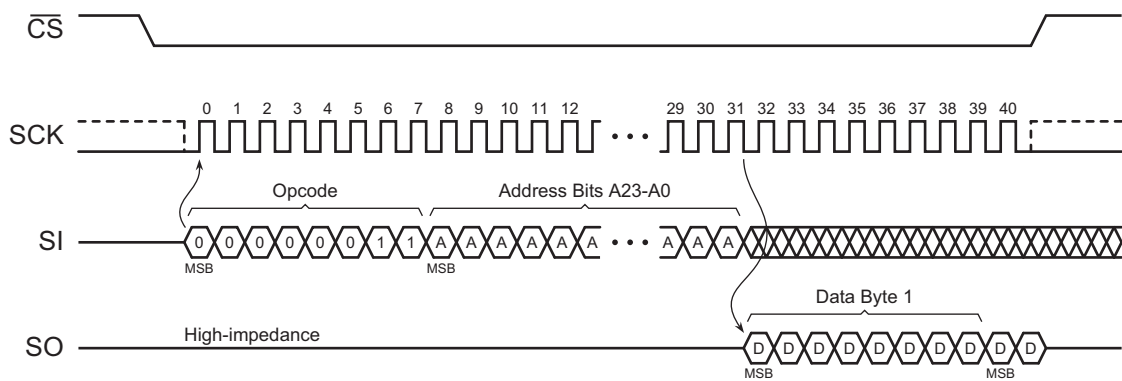 CS
0 1 2 3 4 5 6 7 8 9 10 11 12 29 30 31 32 33 34 35 36 37 38 39 40
SCK
Opcode Address Bits A23-A0
SI 0 0 0 0 0 0 1 1 A A A A A A A A A
MSB MSB
Data Byte 1
High-impedance
SO D D D D D D D D D D
MSB MSB